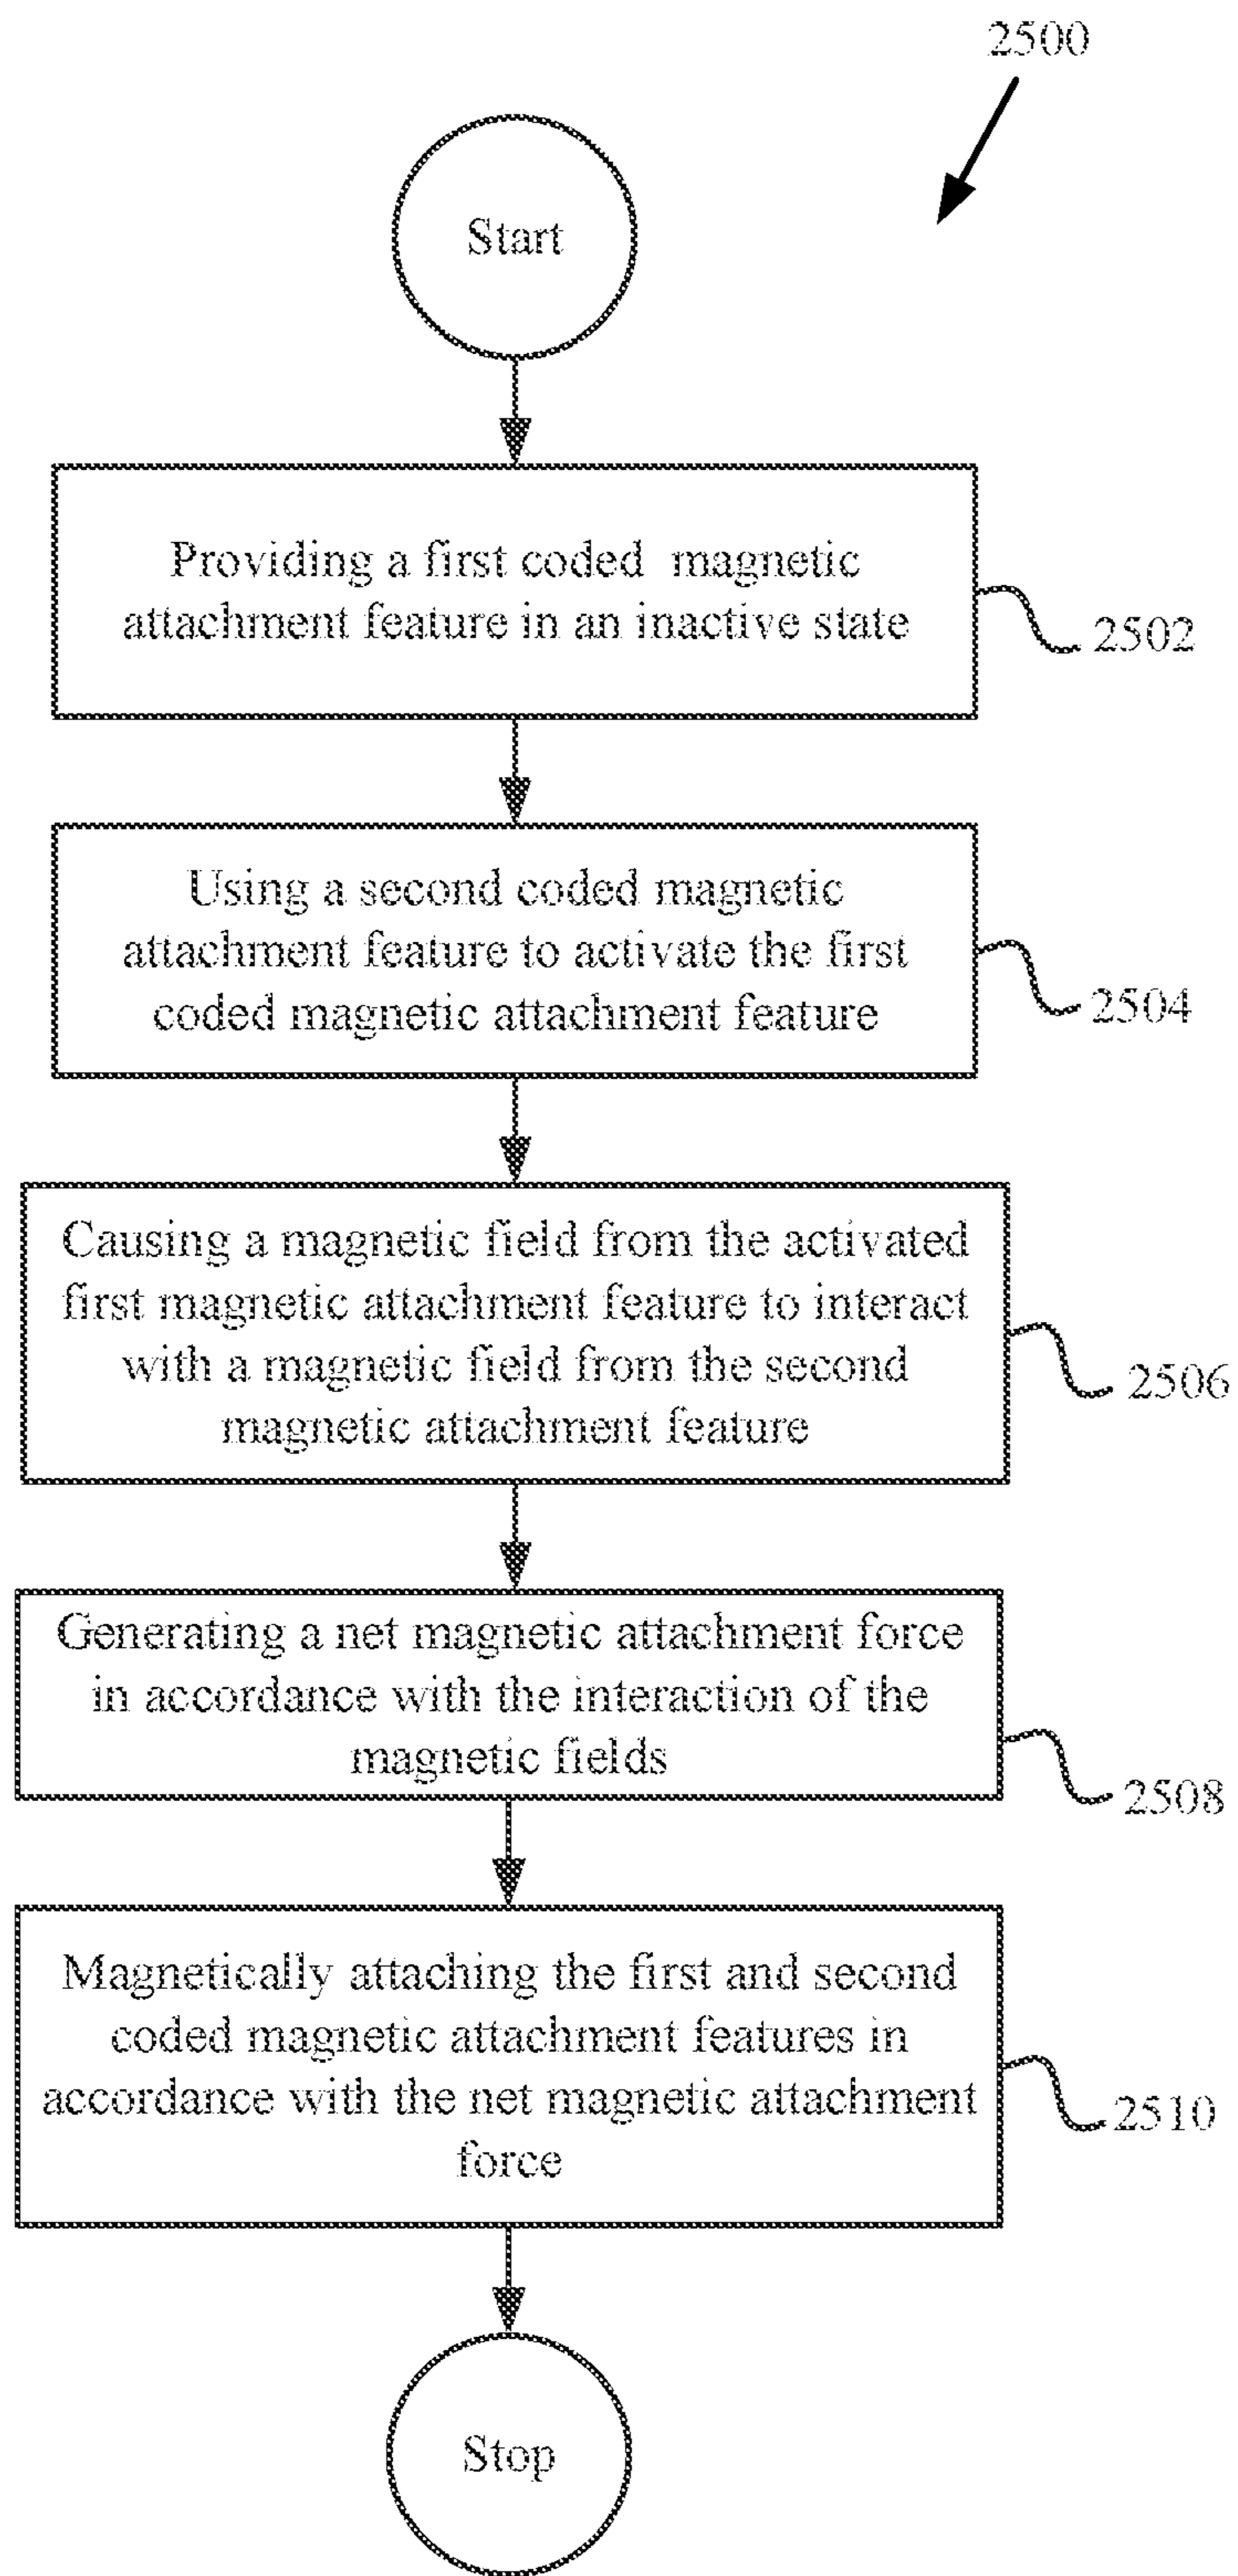 2500
Start
Providing a first coded magnetic
attachment feature in an inactive state
2502
Using a second coded magnetic
attachment feature to activate the first
coded magnetic attachment feature
2504
Causing a magnetic field from the activated
first magnetic attachment feature to interact
with a magnetic field from the second
magnetic attachment feature
2506
Generating a net magnetic attachment force
in accordance with the interaction of the
magnetic fields
2508
Magnetically attaching the first and second
coded magnetic attachment features in
accordance with the net magnetic attachment
force
2510
Stop